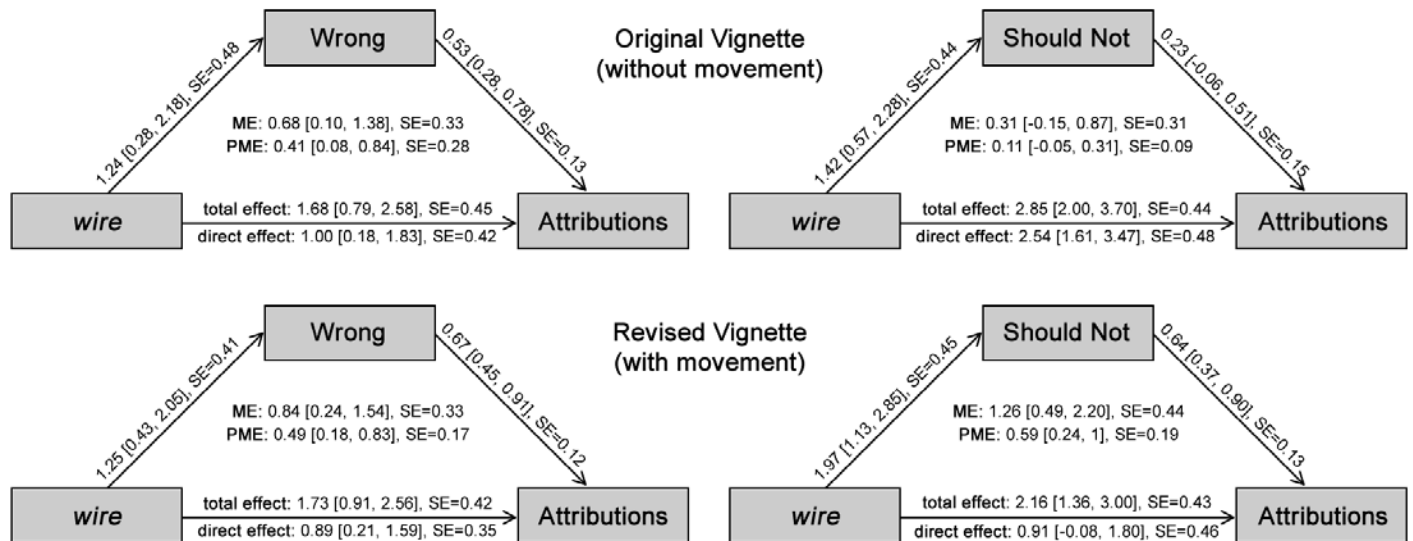 Wrong
Original Vignette
(without movement)
Should Not
1.24 [0.28, 2.18], SE=0.48
0.53 [0.28, 0.78], SE=0.13
ME: 0.68 [0.10, 1.38], SE=0.33
PME: 0.41 [0.08, 0.84], SE=0.28
1.42 [0.57, 2.28], SE=0.44
0.23 [-0.06, 0.51], SE=0.15
ME: 0.31 [-0.15, 0.87], SE=0.31
PME: 0.11 [-0.05, 0.31], SE=0.09
wire
total effect: 1.68 [0.79, 2.58], SE=0.45
direct effect: 1.00 [0.18, 1.83], SE=0.42
Attributions
wire
total effect: 2.85 [2.00, 3.70], SE=0.44
direct effect: 2.54 [1.61, 3.47], SE=0.48
Attributions
Wrong
Revised Vignette
(with movement)
Should Not
1.25 [0.43, 2.05], SE=0.41
0.67 [0.45, 0.91], SE=0.12
ME: 0.84 [0.24, 1.54], SE=0.33
PME: 0.49 [0.18, 0.83], SE=0.17
1.97 [1.13, 2.85], SE=0.45
0.64 [0.37, 0.90], SE=0.13
ME: 1.26 [0.49, 2.20], SE=0.44
PME: 0.59 [0.24, 1], SE=0.19
wire
total effect: 1.73 [0.91, 2.56], SE=0.42
direct effect: 0.89 [0.21, 1.59], SE=0.35
Attributions
wire
total effect: 2.16 [1.36, 3.00], SE=0.43
direct effect: 0.91 [-0.08, 1.80], SE=0.46
Attributions